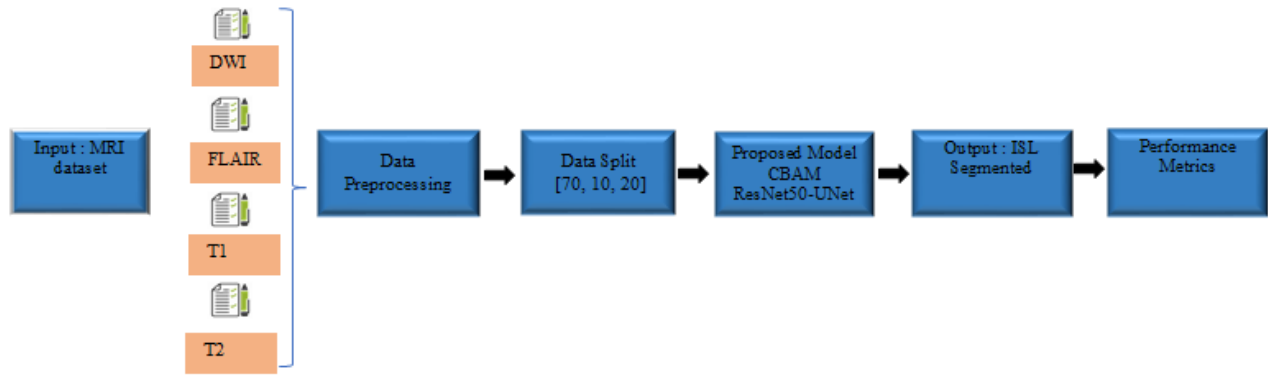 Input : MRI
dataset
DWI
FLAIR
T1
T2
Data
Preprocessing
Data Split
[70, 10, 20]
Proposed Model
CBAM
ResNet50-UNet
Output : ISL
Segmented
Performance
Metrics